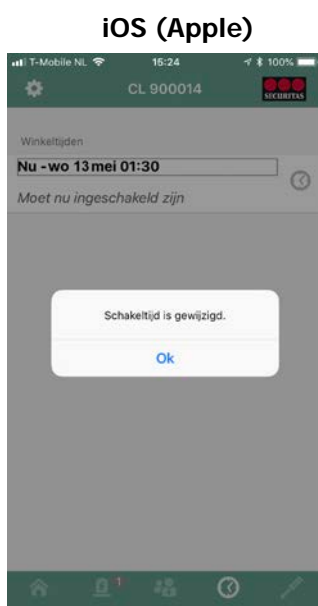 iOS (Apple)
T-Mobile NL 15:24 100%
CL 900014
SECURITAS
Winkeltijden
Nu - wo 13 mei 01:30
Moet nu ingeschakeld zijn
Schakeltijd is gewijzigd.
Ok
1